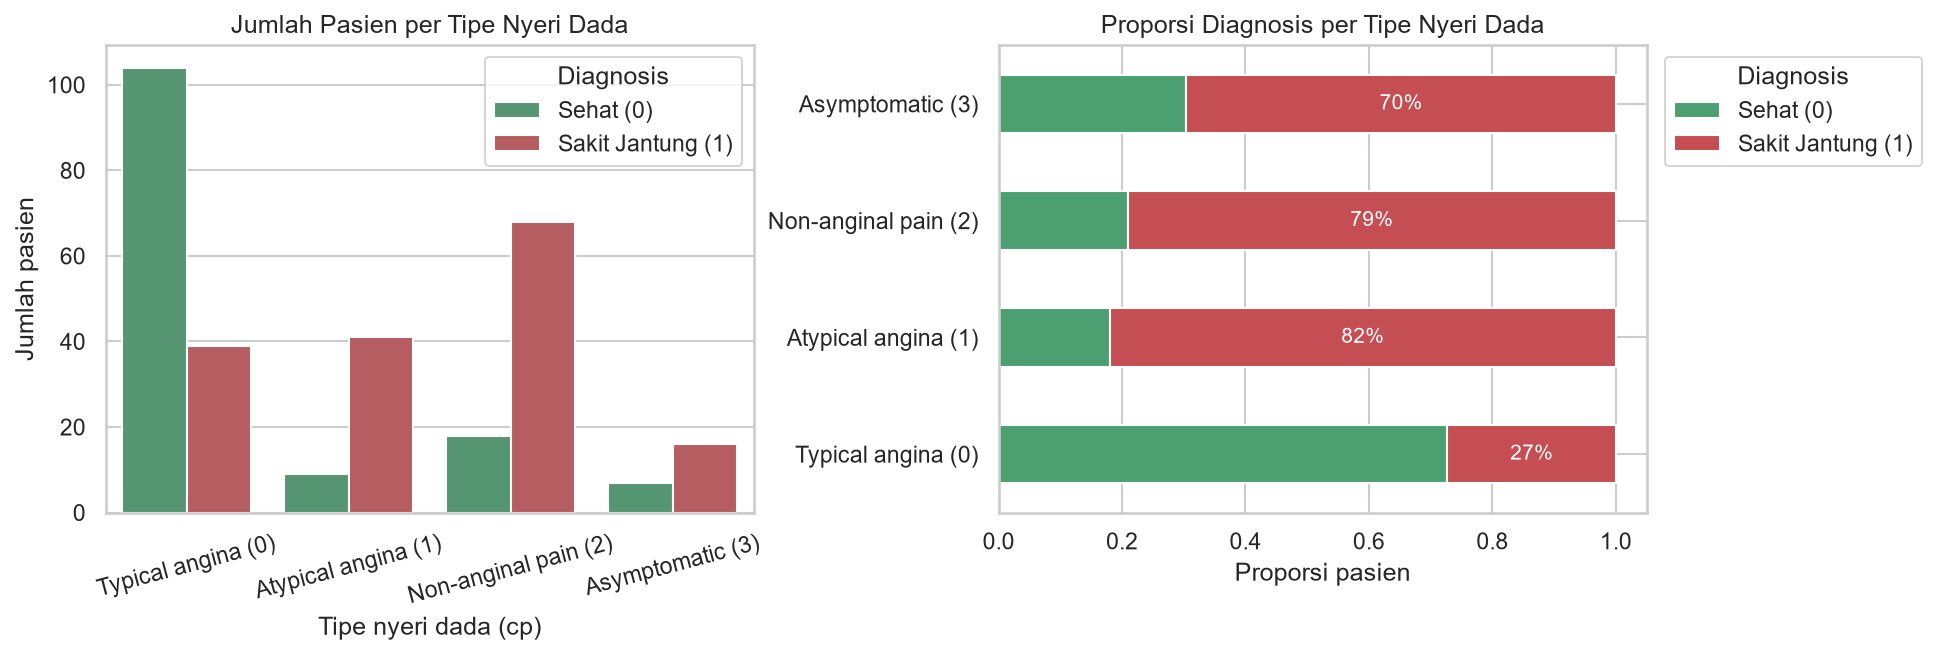 Jumlah Pasien per Tipe Nyeri Dada
Diagnosis
Sehat (0)
Sakit Jantung (1)
Jumlah pasien
100
80
60
40
20
0
Typical angina (0)
Atypical angina (1)
Non-anginal pain (2)
Asymptomatic (3)
Tipe nyeri dada (cp)
Proporsi Diagnosis per Tipe Nyeri Dada
Diagnosis
Sehat (0)
Sakit Jantung (1)
Asymptomatic (3)
70%
Non-anginal pain (2)
79%
Atypical angina (1)
82%
Typical angina (0)
27%
0.0
0.2
0.4
0.6
0.8
1.0
Proporsi pasien